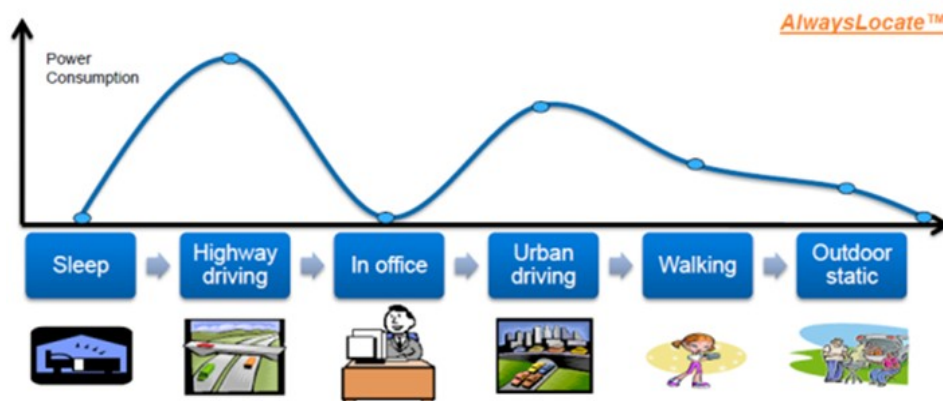 AlwaysLocate™
Power
Consumption
Sleep
Highway
driving
In office
Urban
driving
Walking
Outdoor
static